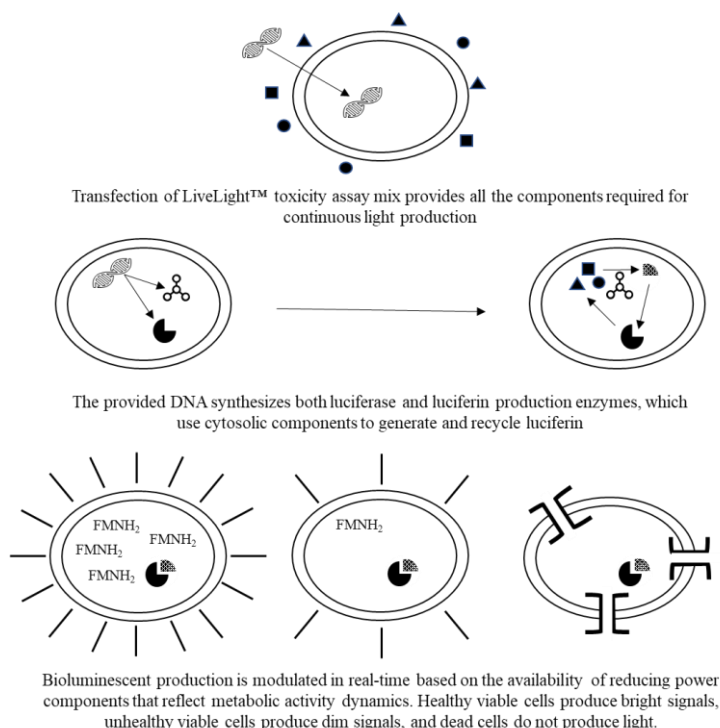 Transfection of LiveLight™ toxicity assay mix provides all the components required for
continuous light production
The provided DNA synthesizes both luciferase and luciferin production enzymes, which
use cytosolic components to generate and recycle luciferin
FMNH₂
FMNH₂
FMNH₂
FMNH₂
FMNH₂
Bioluminescent production is modulated in real-time based on the availability of reducing power
components that reflect metabolic activity dynamics. Healthy viable cells produce bright signals,
unhealthy viable cells produce dim signals, and dead cells do not produce light.